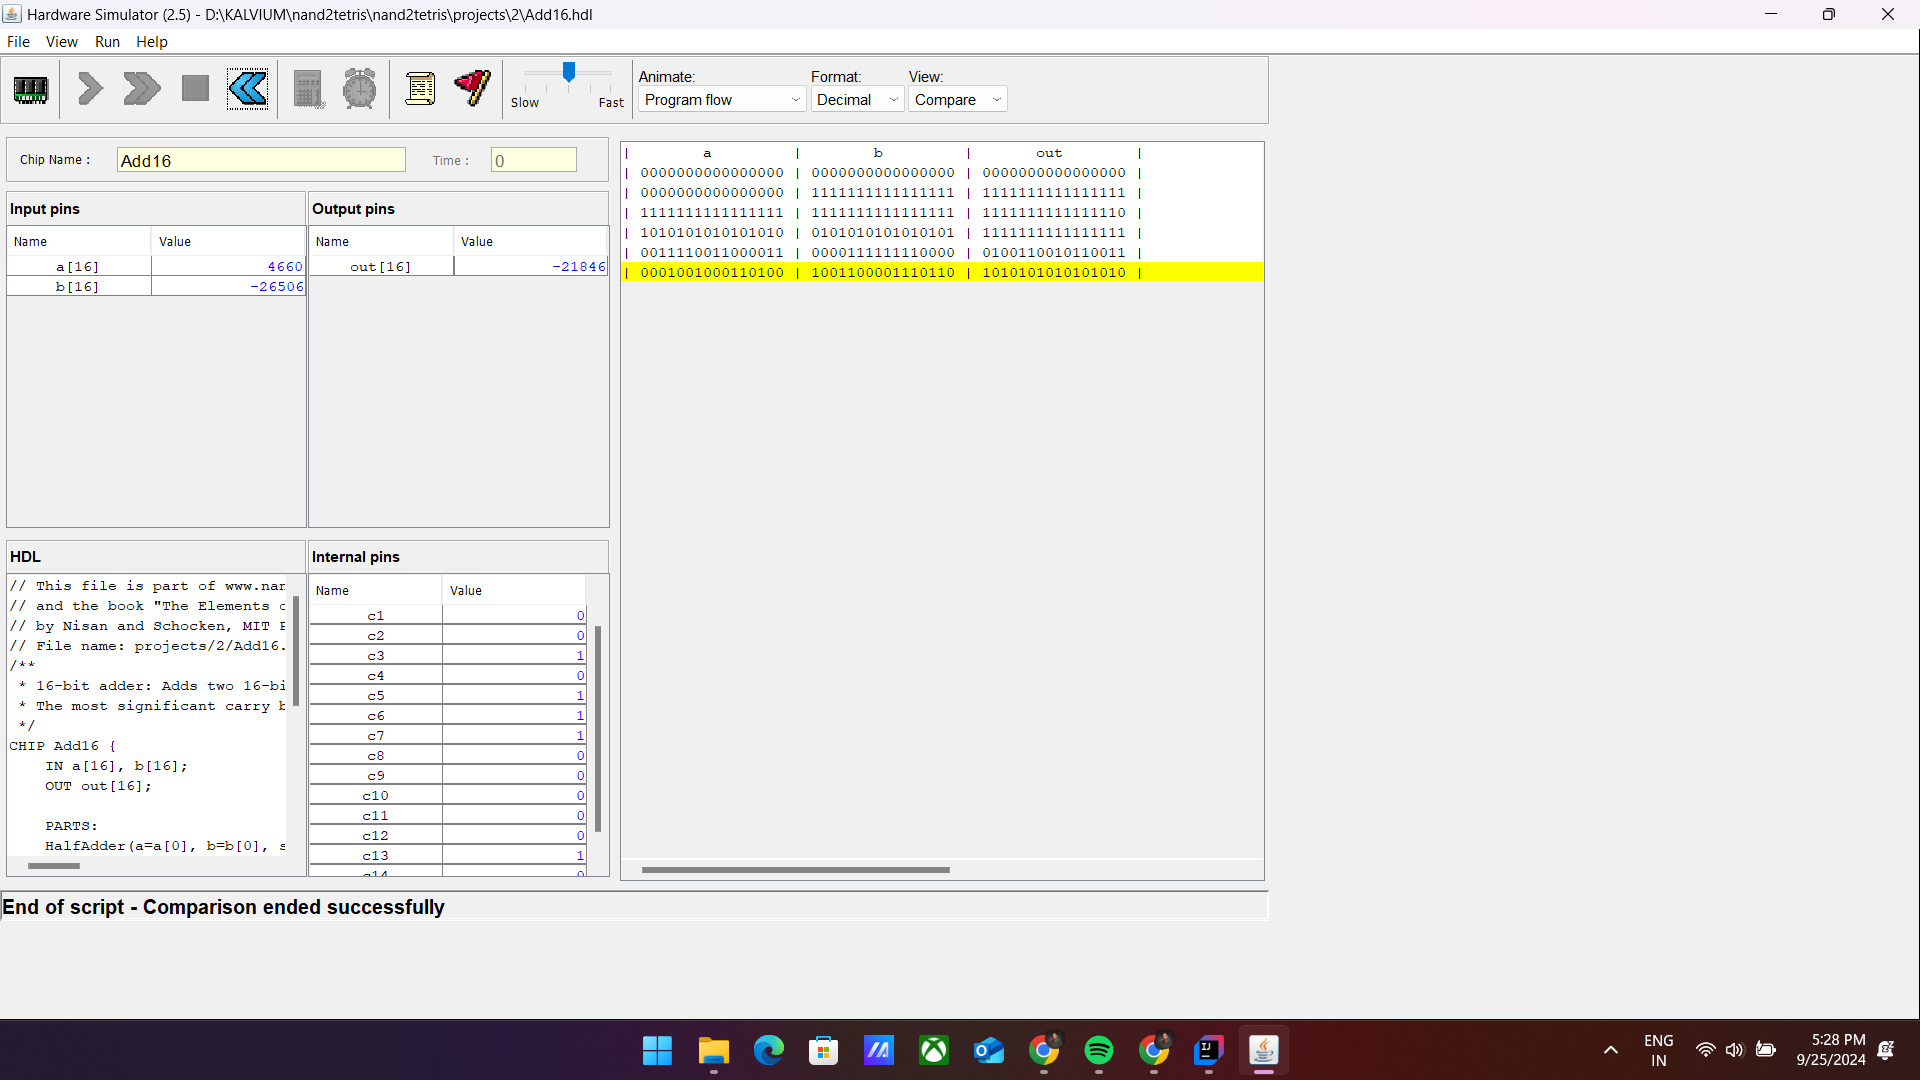 Hardware Simulator (2.5) - D:\KALVIUM\nand2tetris\nand2tetris\projects\2\Add16.hdl
File View Run Help
Slow Fast
Animate: Format: View:
Program flow Decimal Compare
Chip Name : Add16 Time : 0
Input pins
Name Value
a[16] 4660
b[16] -26506
Output pins
Name Value
out[16] -21846
| a | b | out |
| 0000000000000000 | 0000000000000000 | 0000000000000000 |
| 0000000000000000 | 1111111111111111 | 1111111111111111 |
| 1111111111111111 | 1111111111111111 | 1111111111111110 |
| 1010101010101010 | 0101010101010101 | 1111111111111111 |
| 0011110011000011 | 0000111111110000 | 0100110010110011 |
| 0001001000110100 | 1001100001110110 | 1010101010101010 |
HDL
// This file is part of www.nan
// and the book "The Elements o
// by Nisan and Schocken, MIT P
// File name: projects/2/Add16.
/**
* 16-bit adder: Adds two 16-bi
* The most significant carry b
*/
CHIP Add16 {
IN a[16], b[16];
OUT out[16];
PARTS:
HalfAdder(a=a[0], b=b[0], s
Internal pins
Name Value
c1 0
c2 0
c3 1
c4 0
c5 1
c6 1
c7 1
c8 0
c9 0
c10 0
c11 0
c12 0
c13 1
c14 0
End of script - Comparison ended successfully
ENG
IN
5:28 PM
9/25/2024